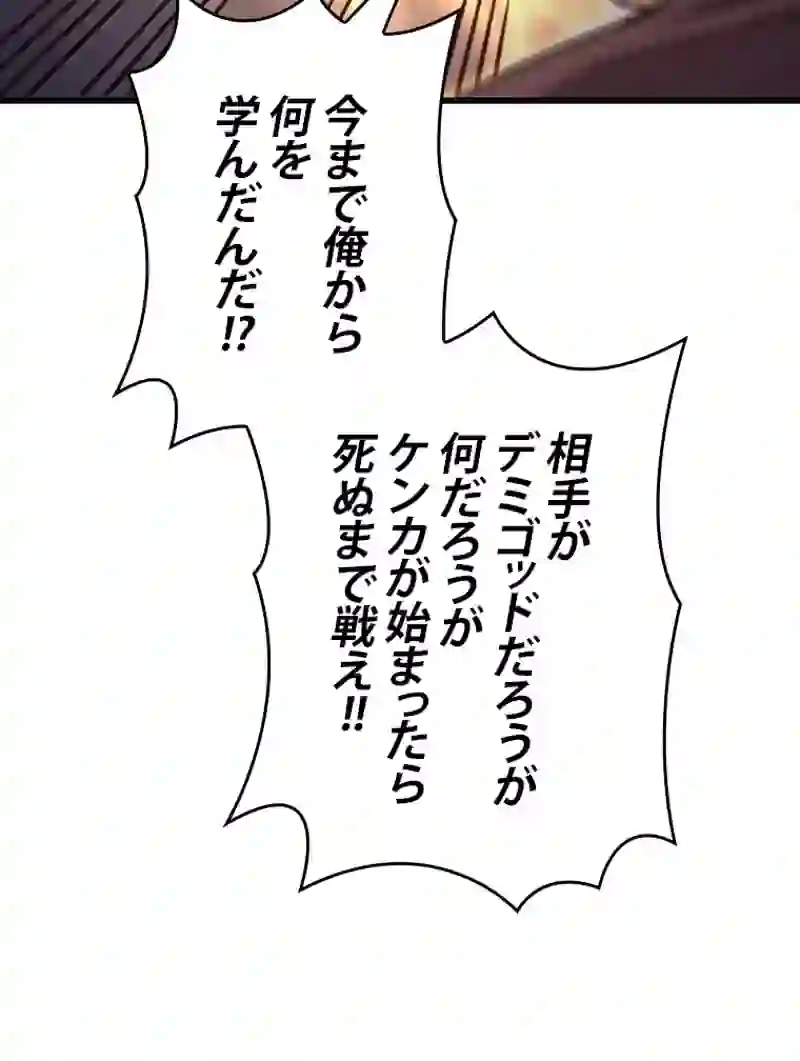 今まで俺から
何を
学んだんだ!?
相手が
デミゴッドだろうが
何だろうが
ケンカが始まったら
死ぬまで戦え!!